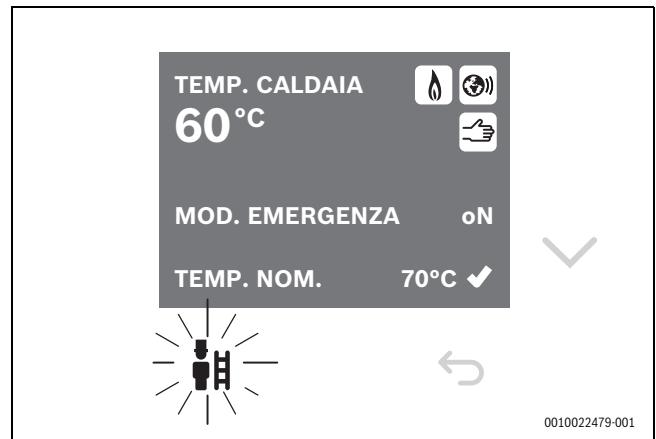 TEMP. CALDAIA
60°C
MOD. EMERGENZA oN
TEMP. NOM. 70°C
0010022479-001